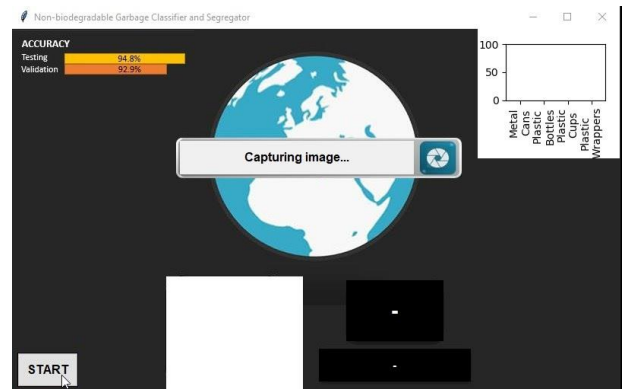 Non-biodegradable Garbage Classifier and Segregator
ACCURACY
Testing 94.8%
Validation 92.9%
100
50
0
Metal
Cans
Plastic
Bottles
Plastic
Cups
Plastic
Wrappers
Capturing image...
-
-
START